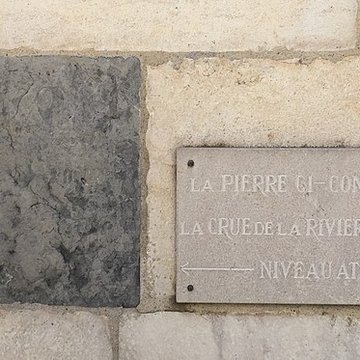 LA PIERRE CI-CON
LA CRUE DE LA RIVIER
← NIVEAU AT